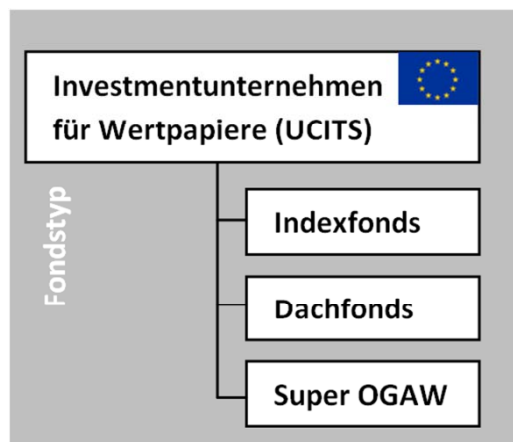 Investmentunternehmen
für Wertpapiere (UCITS)
Fondstyp
Indexfonds
Dachfonds
Super OGAW